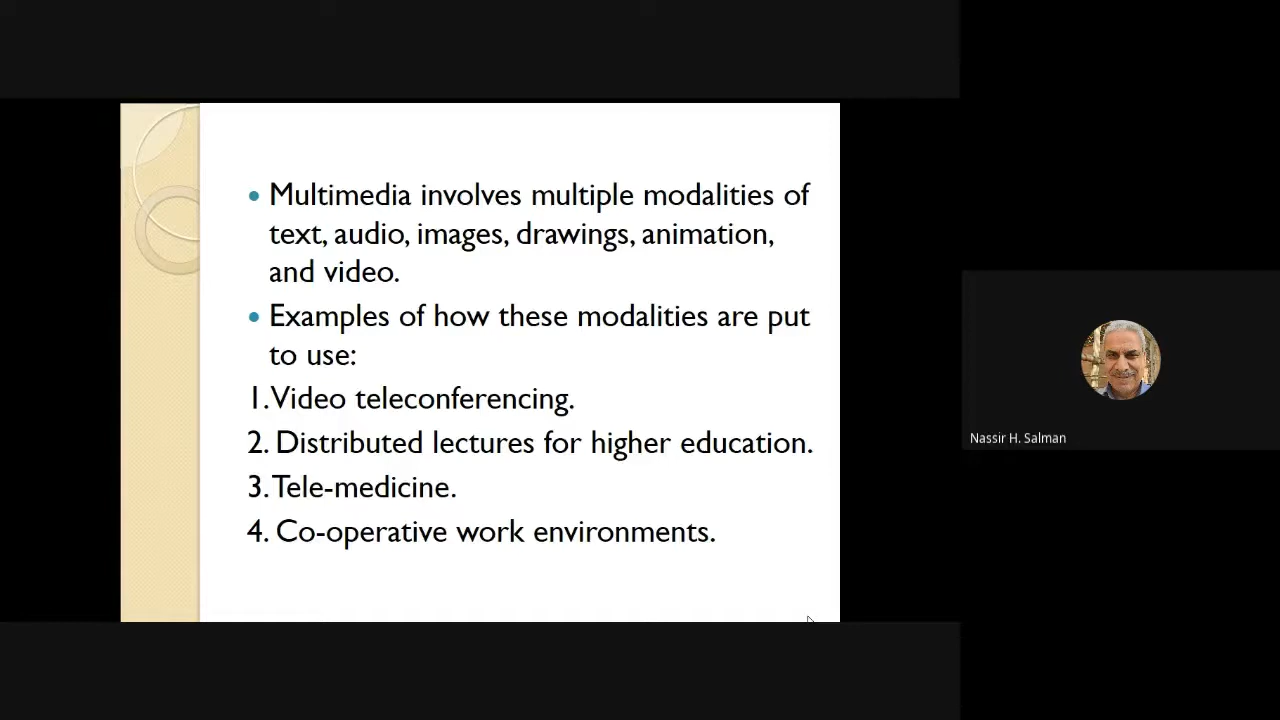 Multimedia involves multiple modalities of
text, audio, images, drawings, animation,
and video.
Examples of how these modalities are put
to use:
1. Video teleconferencing.
2. Distributed lectures for higher education.
3. Tele-medicine.
4. Co-operative work environments.
Nassir H. Salman